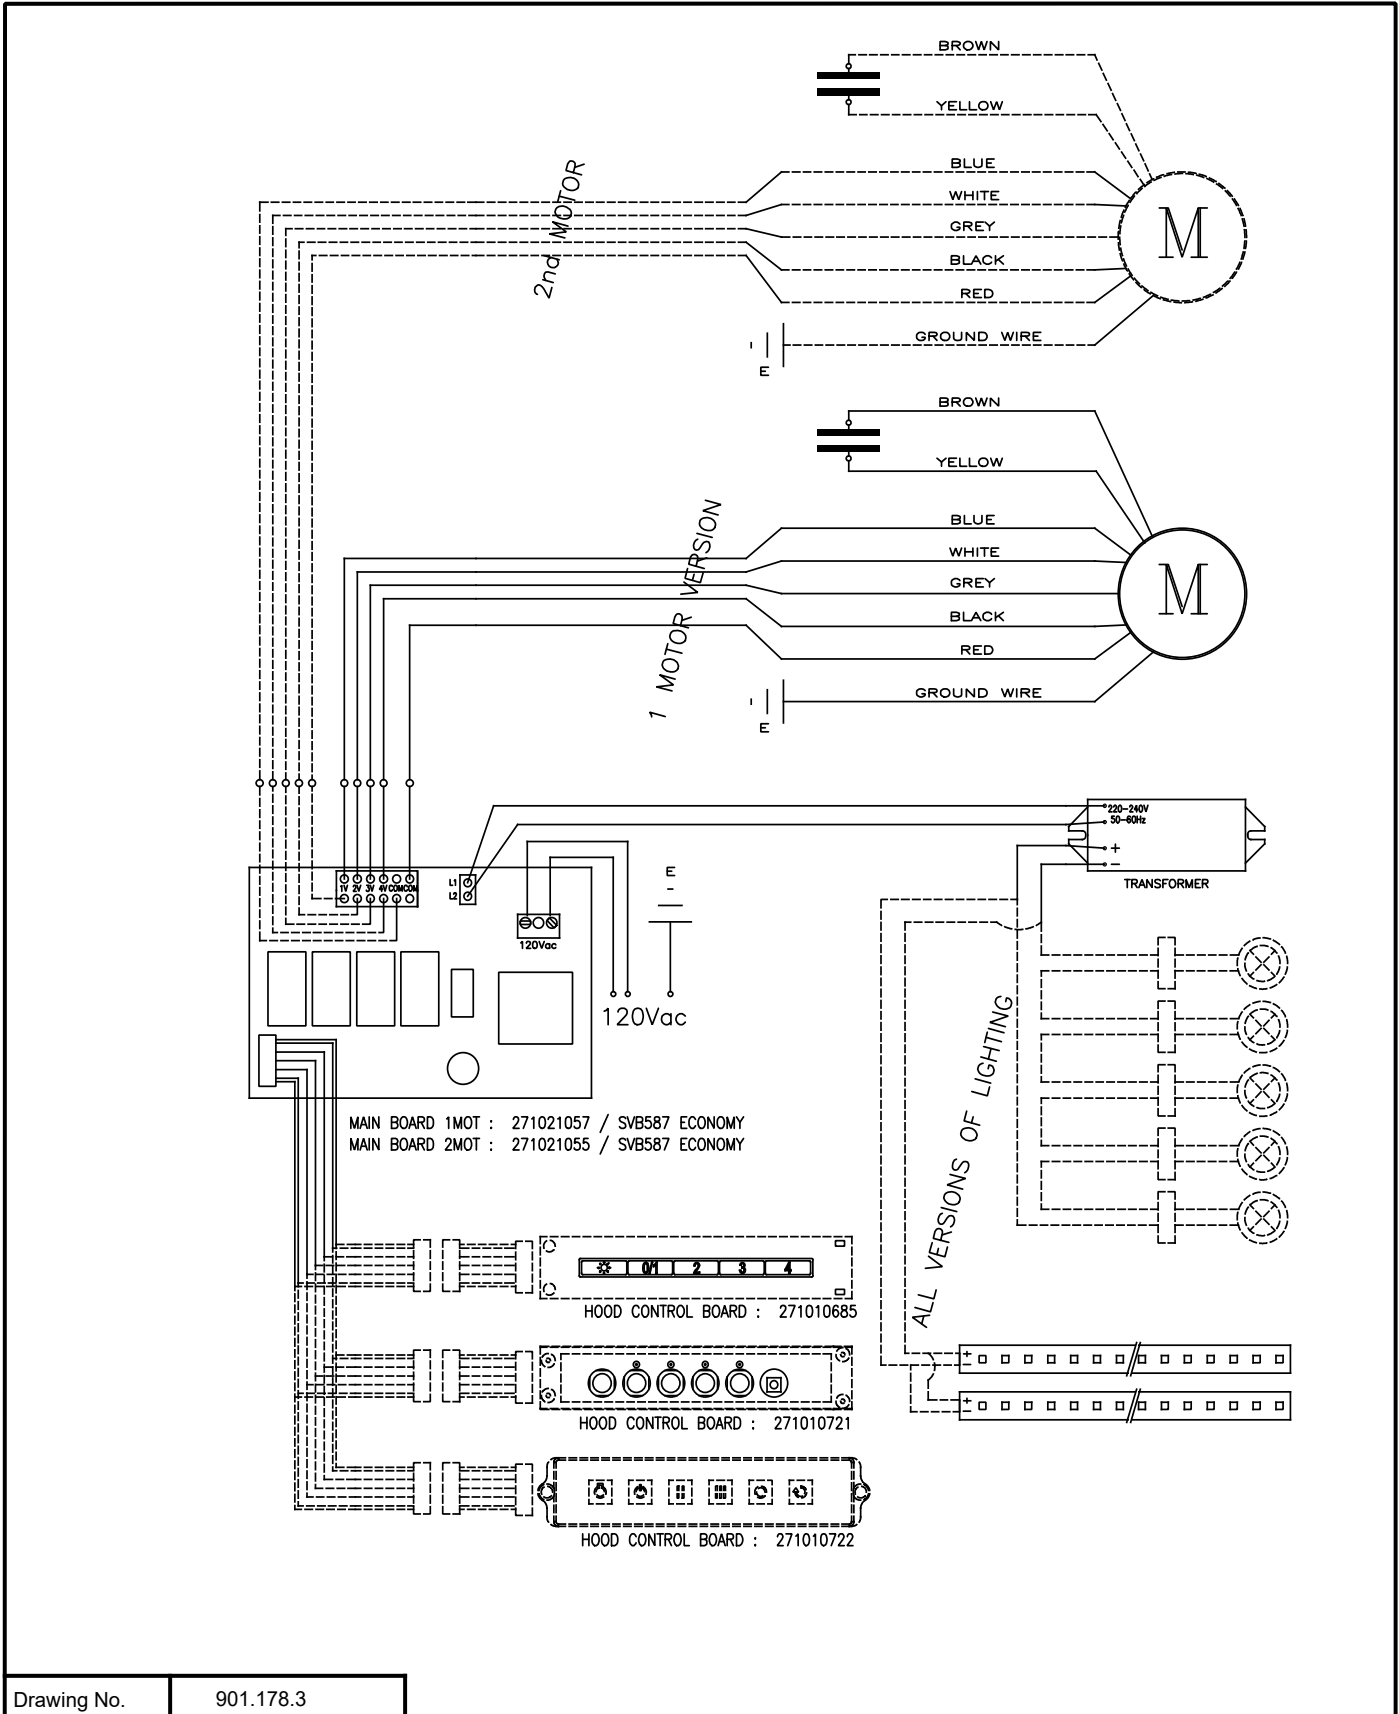 BROWN
YELLOW
BLUE
WHITE
GREY
BLACK
RED
GROUND WIRE
E
M
2nd MOTOR
BROWN
YELLOW
BLUE
WHITE
GREY
BLACK
RED
GROUND WIRE
E
M
1 MOTOR VERSION
220-240V
50-60Hz
+
-
TRANSFORMER
1V 2V 3V 4V COM COM
L1
L2
120Vac
E
120Vac
MAIN BOARD 1MOT : 271021057 / SVB587 ECONOMY
MAIN BOARD 2MOT : 271021055 / SVB587 ECONOMY
ALL VERSIONS OF LIGHTING
0/1 2 3 4
HOOD CONTROL BOARD : 271010685
+
-
+
-
HOOD CONTROL BOARD : 271010721
HOOD CONTROL BOARD : 271010722
Drawing No. 901.178.3